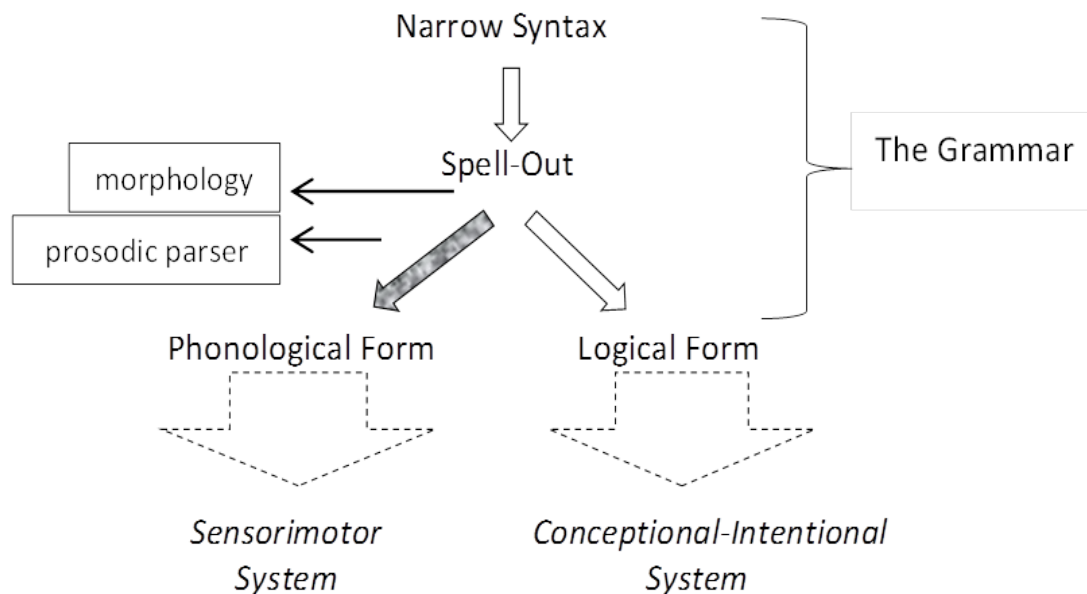 Narrow Syntax
Spell-Out
The Grammar
morphology
prosodic parser
Phonological Form
Logical Form
Sensorimotor
System
Conceptional-Intentional
System